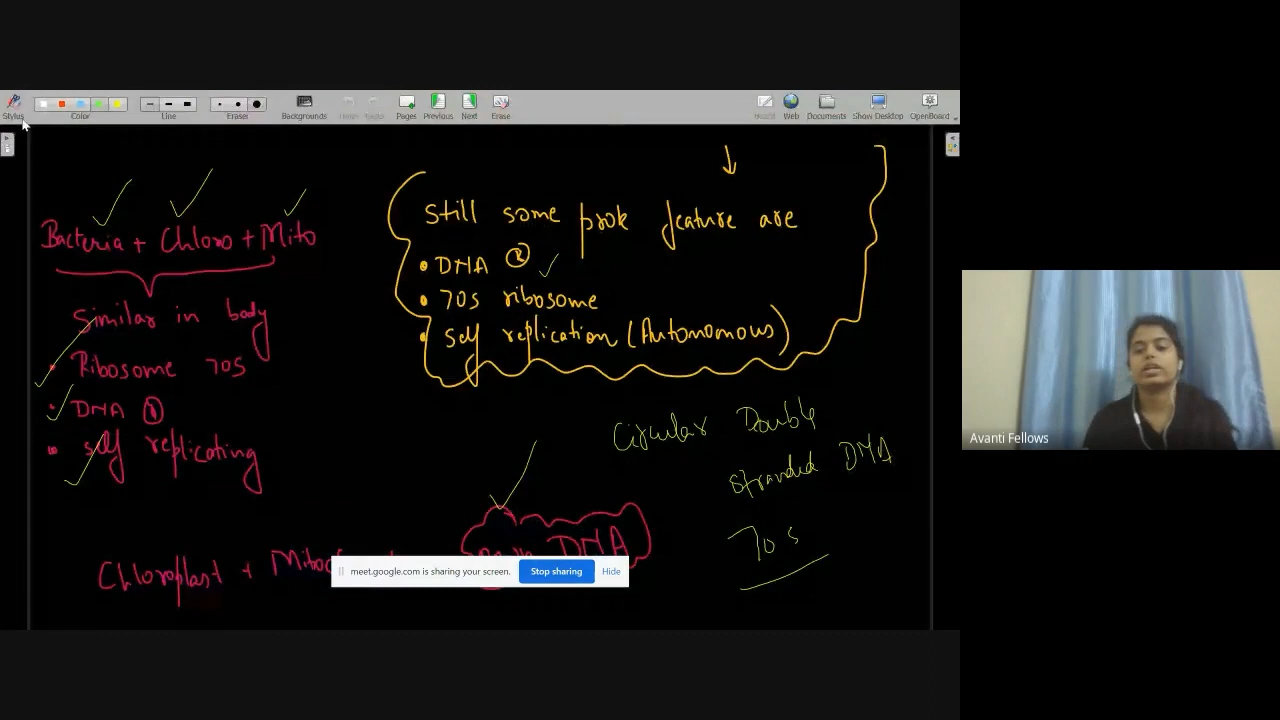 Stylus
Color
Line
Eraser
Backgrounds
Pages
Previous
Next
Erase
Web
Documents
Show Desktop
OpenBoard
Bacteria + Chloro + Mito
Similar in body
• Ribosome 70s
• DNA
• self replicating
Chloroplast +
DNA
Still some prok feature are
• DNA
• 70s ribosome
• self replication (Autonomous)
Circular Double
stranded DNA
70s
meet.google.com is sharing your screen.
Stop sharing
Hide
Avanti Fellows